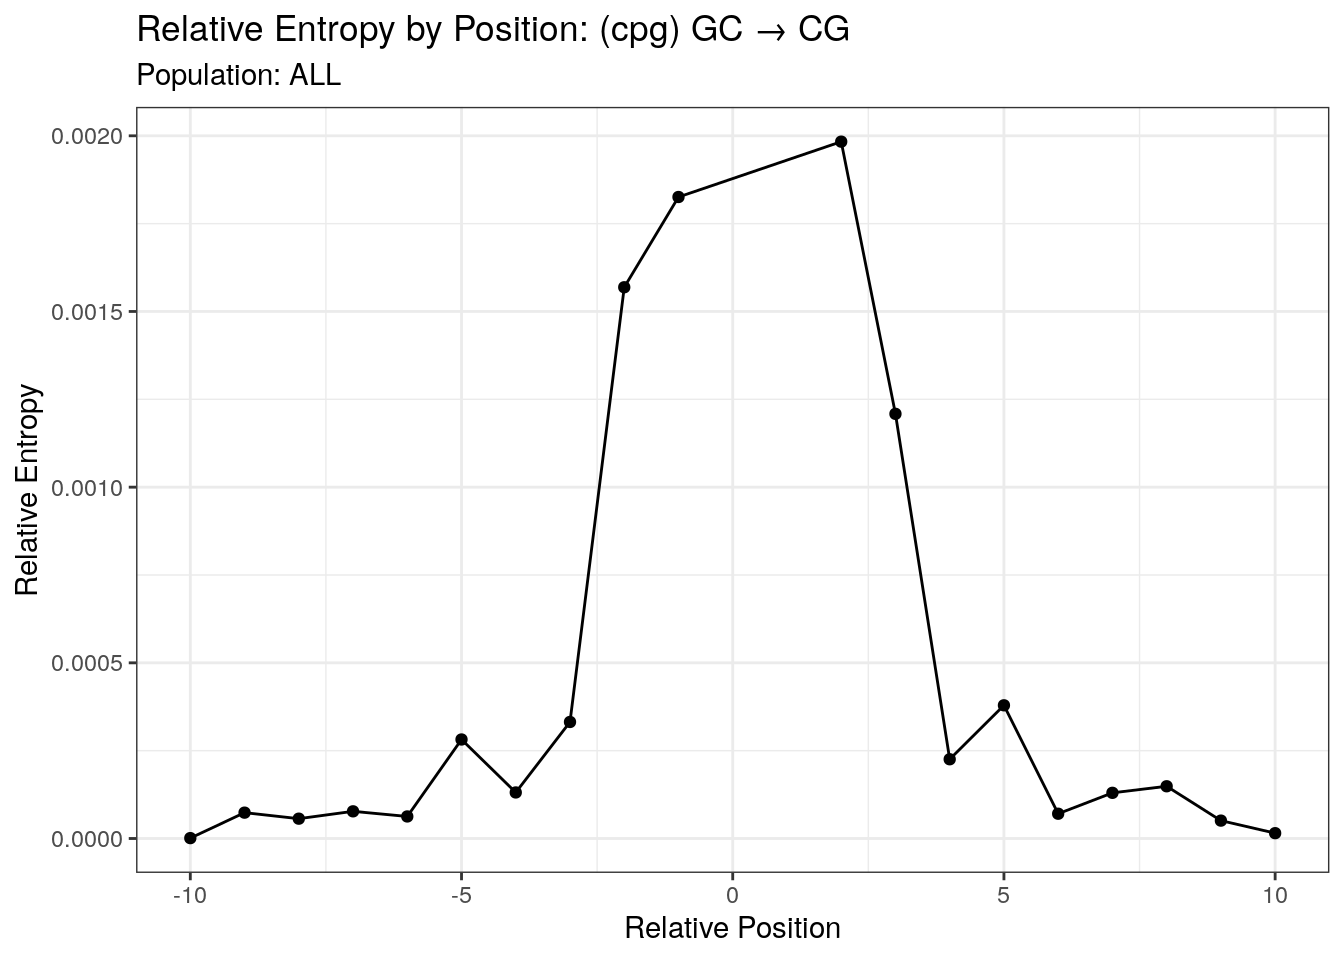 Relative Entropy by Position: (cpg) GC → CG
Population: ALL
0.0020
0.0015
0.0010
0.0005
0.0000
Relative Entropy
-10 -5 0 5 10
Relative Position